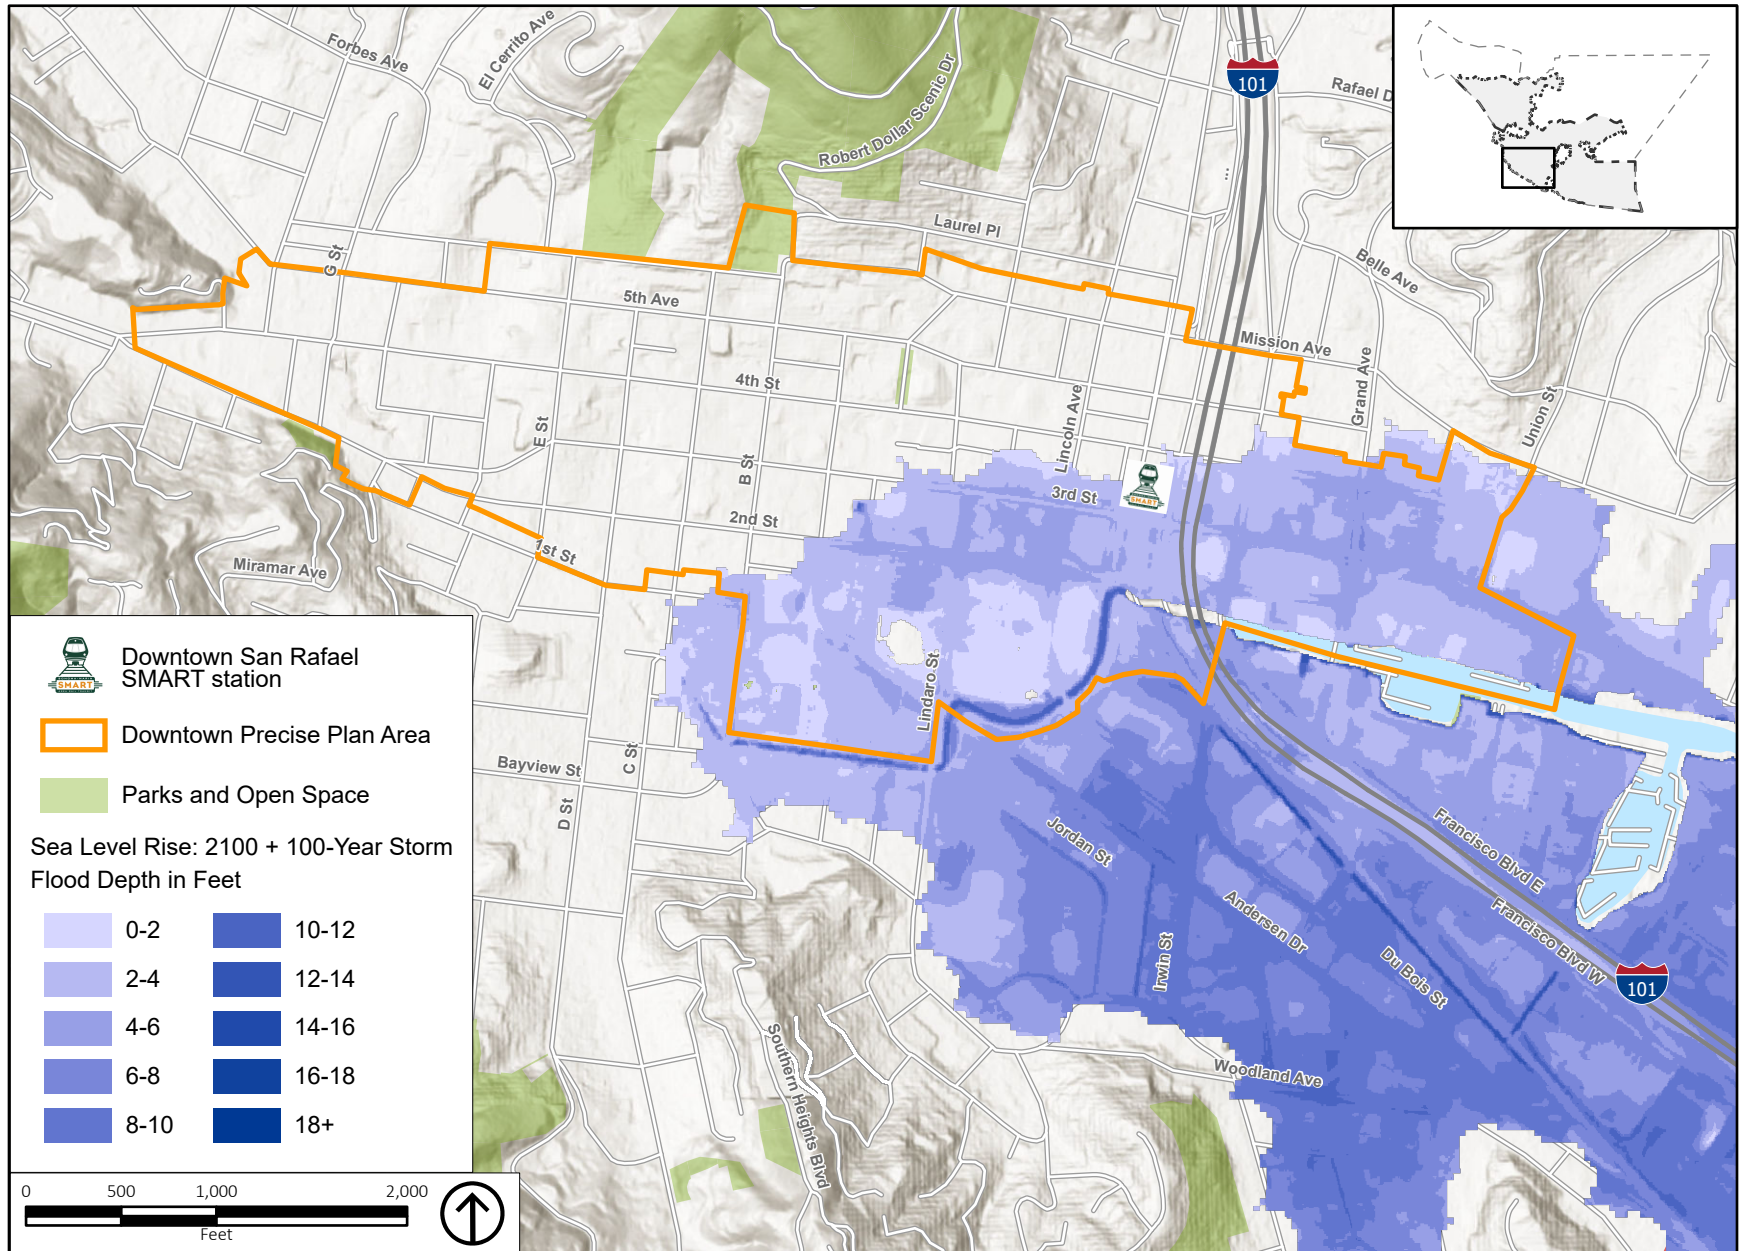 Forbes Ave
El Cerrito Ave
Robert Dollar Scenic Dr
101
Rafael D
...
Laurel Pl
Belle Ave
G St
5th Ave
Mission Ave
4th St
Grand Ave
Union St
E St
Lincoln Ave
B St
3rd St
SMART
2nd St
1st St
Miramar Ave
Lindaro St
Bayview St
C St
D St
Jordan St
Francisco Blvd E
Francisco Blvd W
Andersen Dr
Irwin St
Du Bois St
101
Southern Heights Blvd
Woodland Ave
SMART
Downtown San Rafael
SMART station
Downtown Precise Plan Area
Parks and Open Space
Sea Level Rise: 2100 + 100-Year Storm
Flood Depth in Feet
0-2
2-4
4-6
6-8
8-10
10-12
12-14
14-16
16-18
18+
0 500 1,000 2,000
Feet